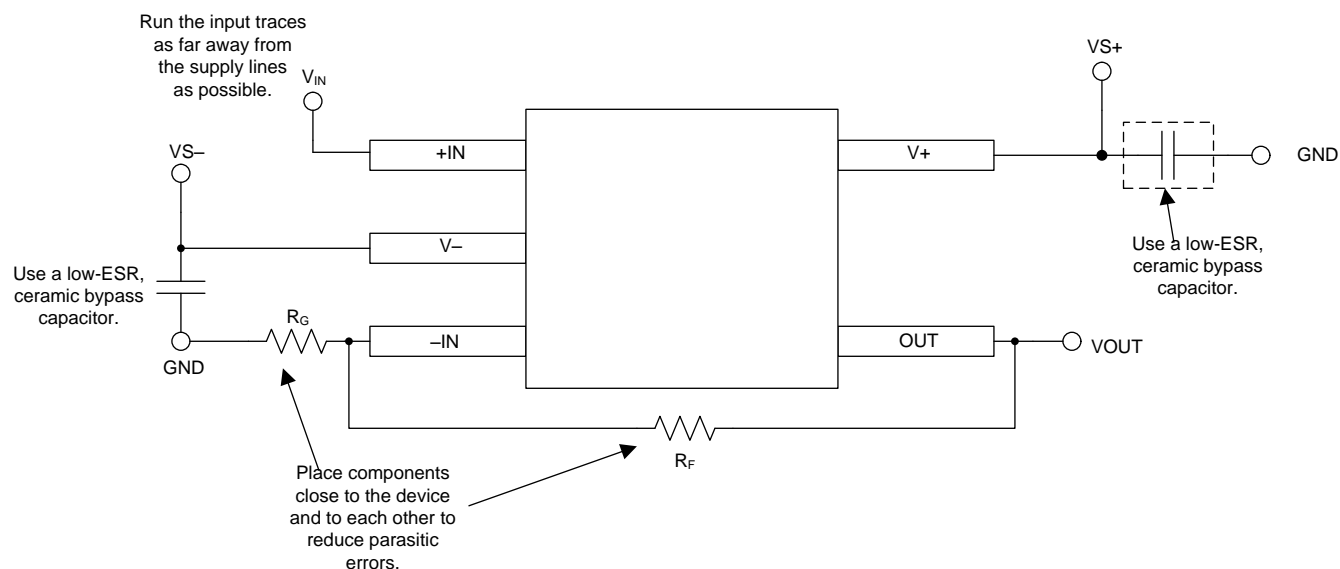 Run the input traces
as far away from
the supply lines
as possible.
VIN
VS+
VS–
+IN
V+
GND
V–
Use a low-ESR,
ceramic bypass
capacitor.
Use a low-ESR,
ceramic bypass
capacitor.
RG
–IN
OUT
VOUT
GND
RF
Place components
close to the device
and to each other to
reduce parasitic
errors.